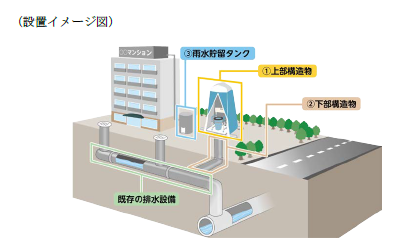 （設置イメージ図）
マンション
③雨水貯留タンク
①上部構造物
②下部構造物
既存の排水設備